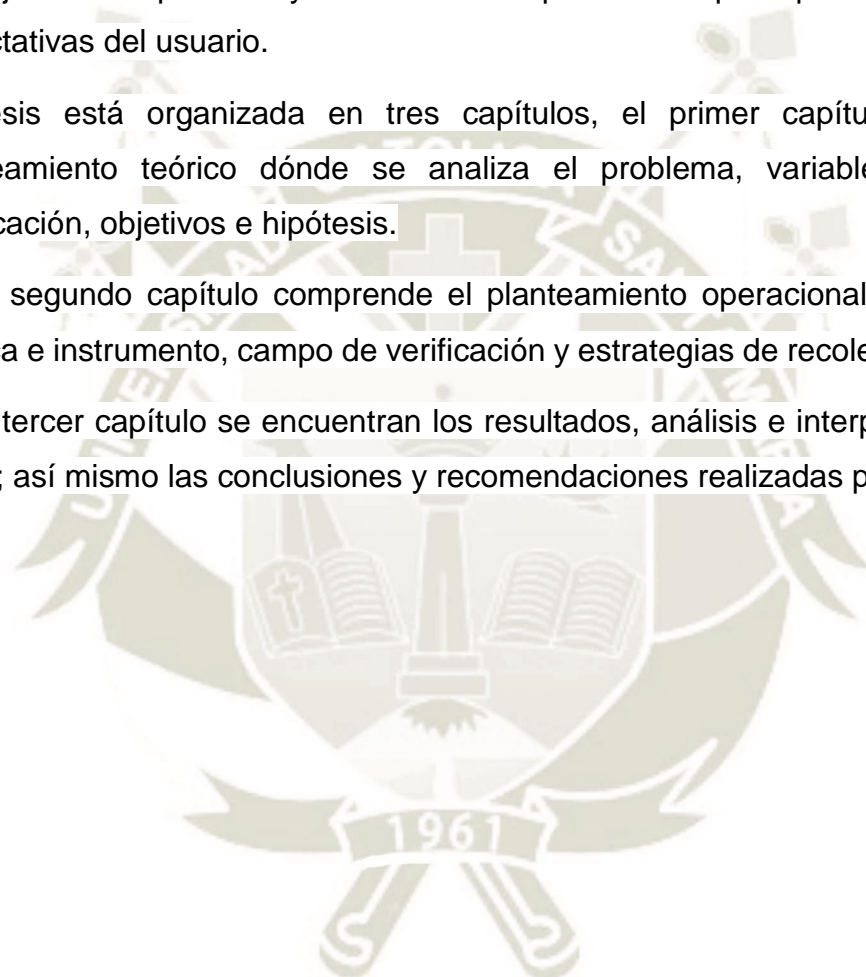 ctativas del usuario.
esis está organizada en tres capítulos, el primer capítu
eamiento teórico dónde se analiza el problema, variable
cación, objetivos e hipótesis.
segundo capítulo comprende el planteamiento operacional
ca e instrumento, campo de verificación y estrategias de recole
tercer capítulo se encuentran los resultados, análisis e interp
; así mismo las conclusiones y recomendaciones realizadas p
1961